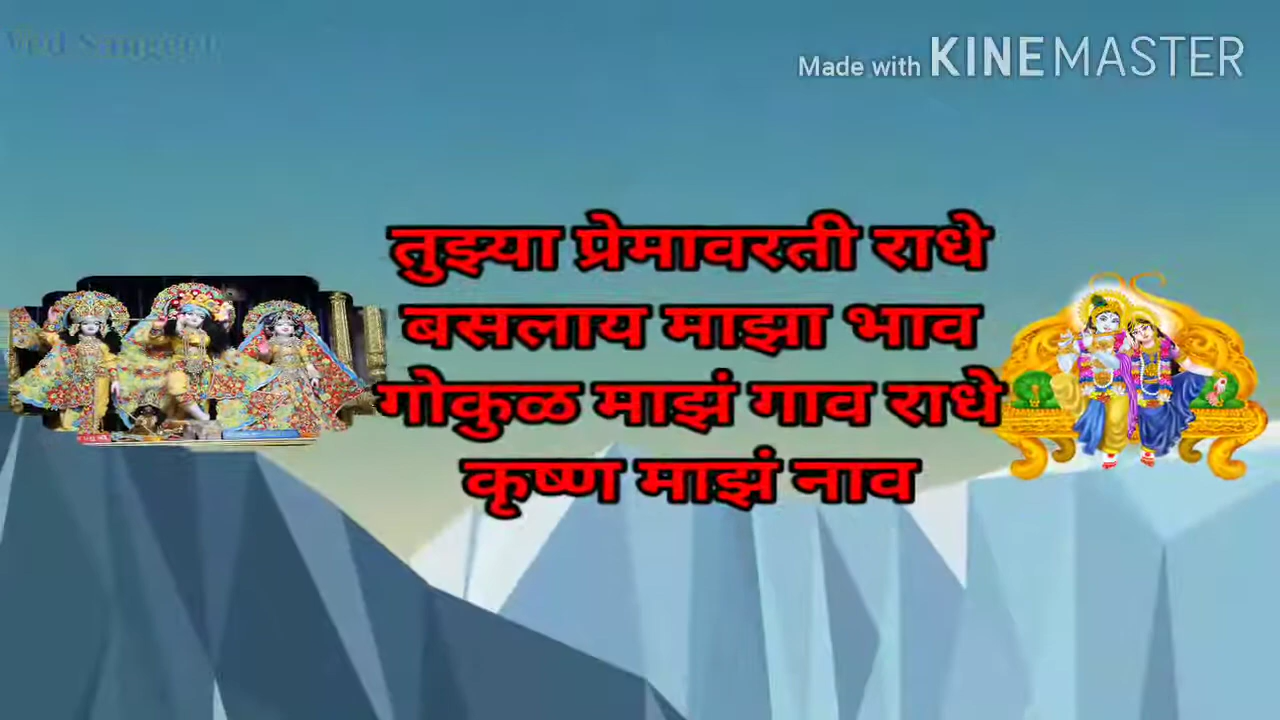 Made with KINEMASTER
तुझ्या प्रेमावरती राधे
बसलाय माझा भाव
गोकुळ माझं गाव राधे
कृष्ण माझं नाव